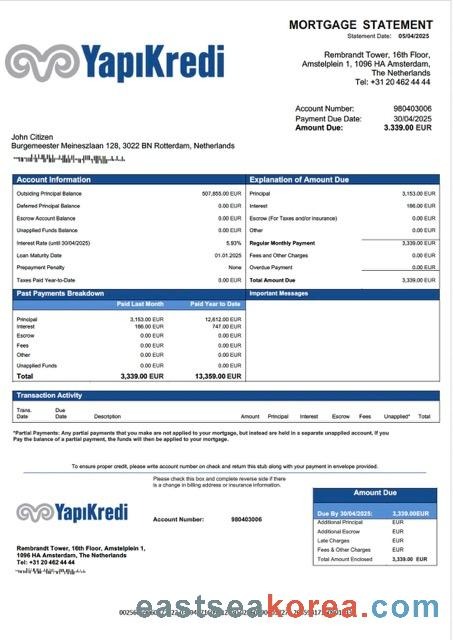 MORTGAGE STATEMENT
Statement Date: 05/04/2025
YapıKredi
Rembrandt Tower, 16th Floor,
Amstelplein 1, 1096 HA Amsterdam,
The Netherlands
Tel: +31 20 462 44 44
Account Number: 980403006
Payment Due Date: 30/04/2025
Amount Due: 3.339.00 EUR
John Citizen
Burgemeester Meineszlaan 128, 3022 BN Rotterdam, Netherlands
Account Information
Outsiding Principal Balance 507,855.00 EUR
Deferred Principal Balance 0.00 EUR
Escrow Account Balance 0.00 EUR
Unapplied Funds Balance 0.00 EUR
Interest Rate (until 30/04/2025) 5.93%
Loan Maturity Date 01.01.2025
Prepayment Penalty None
Taxes Paid Year-to-Date 0.00 EUR
Explanation of Amount Due
Principal 3,153.00 EUR
Interest 186.00 EUR
Escrow (For Taxes and/or Insurance) 0.00 EUR
Other 0.00 EUR
Regular Monthly Payment 3,339.00 EUR
Fees and Other Charges 0.00 EUR
Overdue Payment 0.00 EUR
Total Amount Due 3,339.00 EUR
Past Payments Breakdown
Paid Last Month Paid Year to Date
Principal 3,153.00 EUR 12,612.00 EUR
Interest 186.00 EUR 747.00 EUR
Escrow 0.00 EUR 0.00 EUR
Fees 0.00 EUR 0.00 EUR
Other 0.00 EUR 0.00 EUR
Unapplied Funds 0.00 EUR 0.00 EUR
Total 3,339.00 EUR 13,359.00 EUR
Important Messages
Transaction Activity
Trans. Date Due Date Description Amount Principal Interest Escrow Fees Unapplied* Total
*Partial Payments: Any partial payments that you make are not applied to your mortgage, but instead are held in a separate unapplied account, if you
Pay the balance of a partial payment, the funds will then be applied to your mortgage.
To ensure proper credit, please write account number on check and return this stub along with your payment in envelope provided.
Please check this box and complete reverse side if there
is a change in billing address or insurance information.
YapıKredi
Account Number: 980403006
Rembrandt Tower, 16th Floor, Amstelplein 1,
1096 HA Amsterdam, The Netherlands
Tel: +31 20 462 44 44
Amount Due
Due By 30/04/2025: 3,339.00EUR
Additional Principal EUR
Additional Escrow EUR
Late Charges EUR
Fees & Other Charges EUR
Total Amount Enclosed 3,339.00 EUR
eastseakorea.com